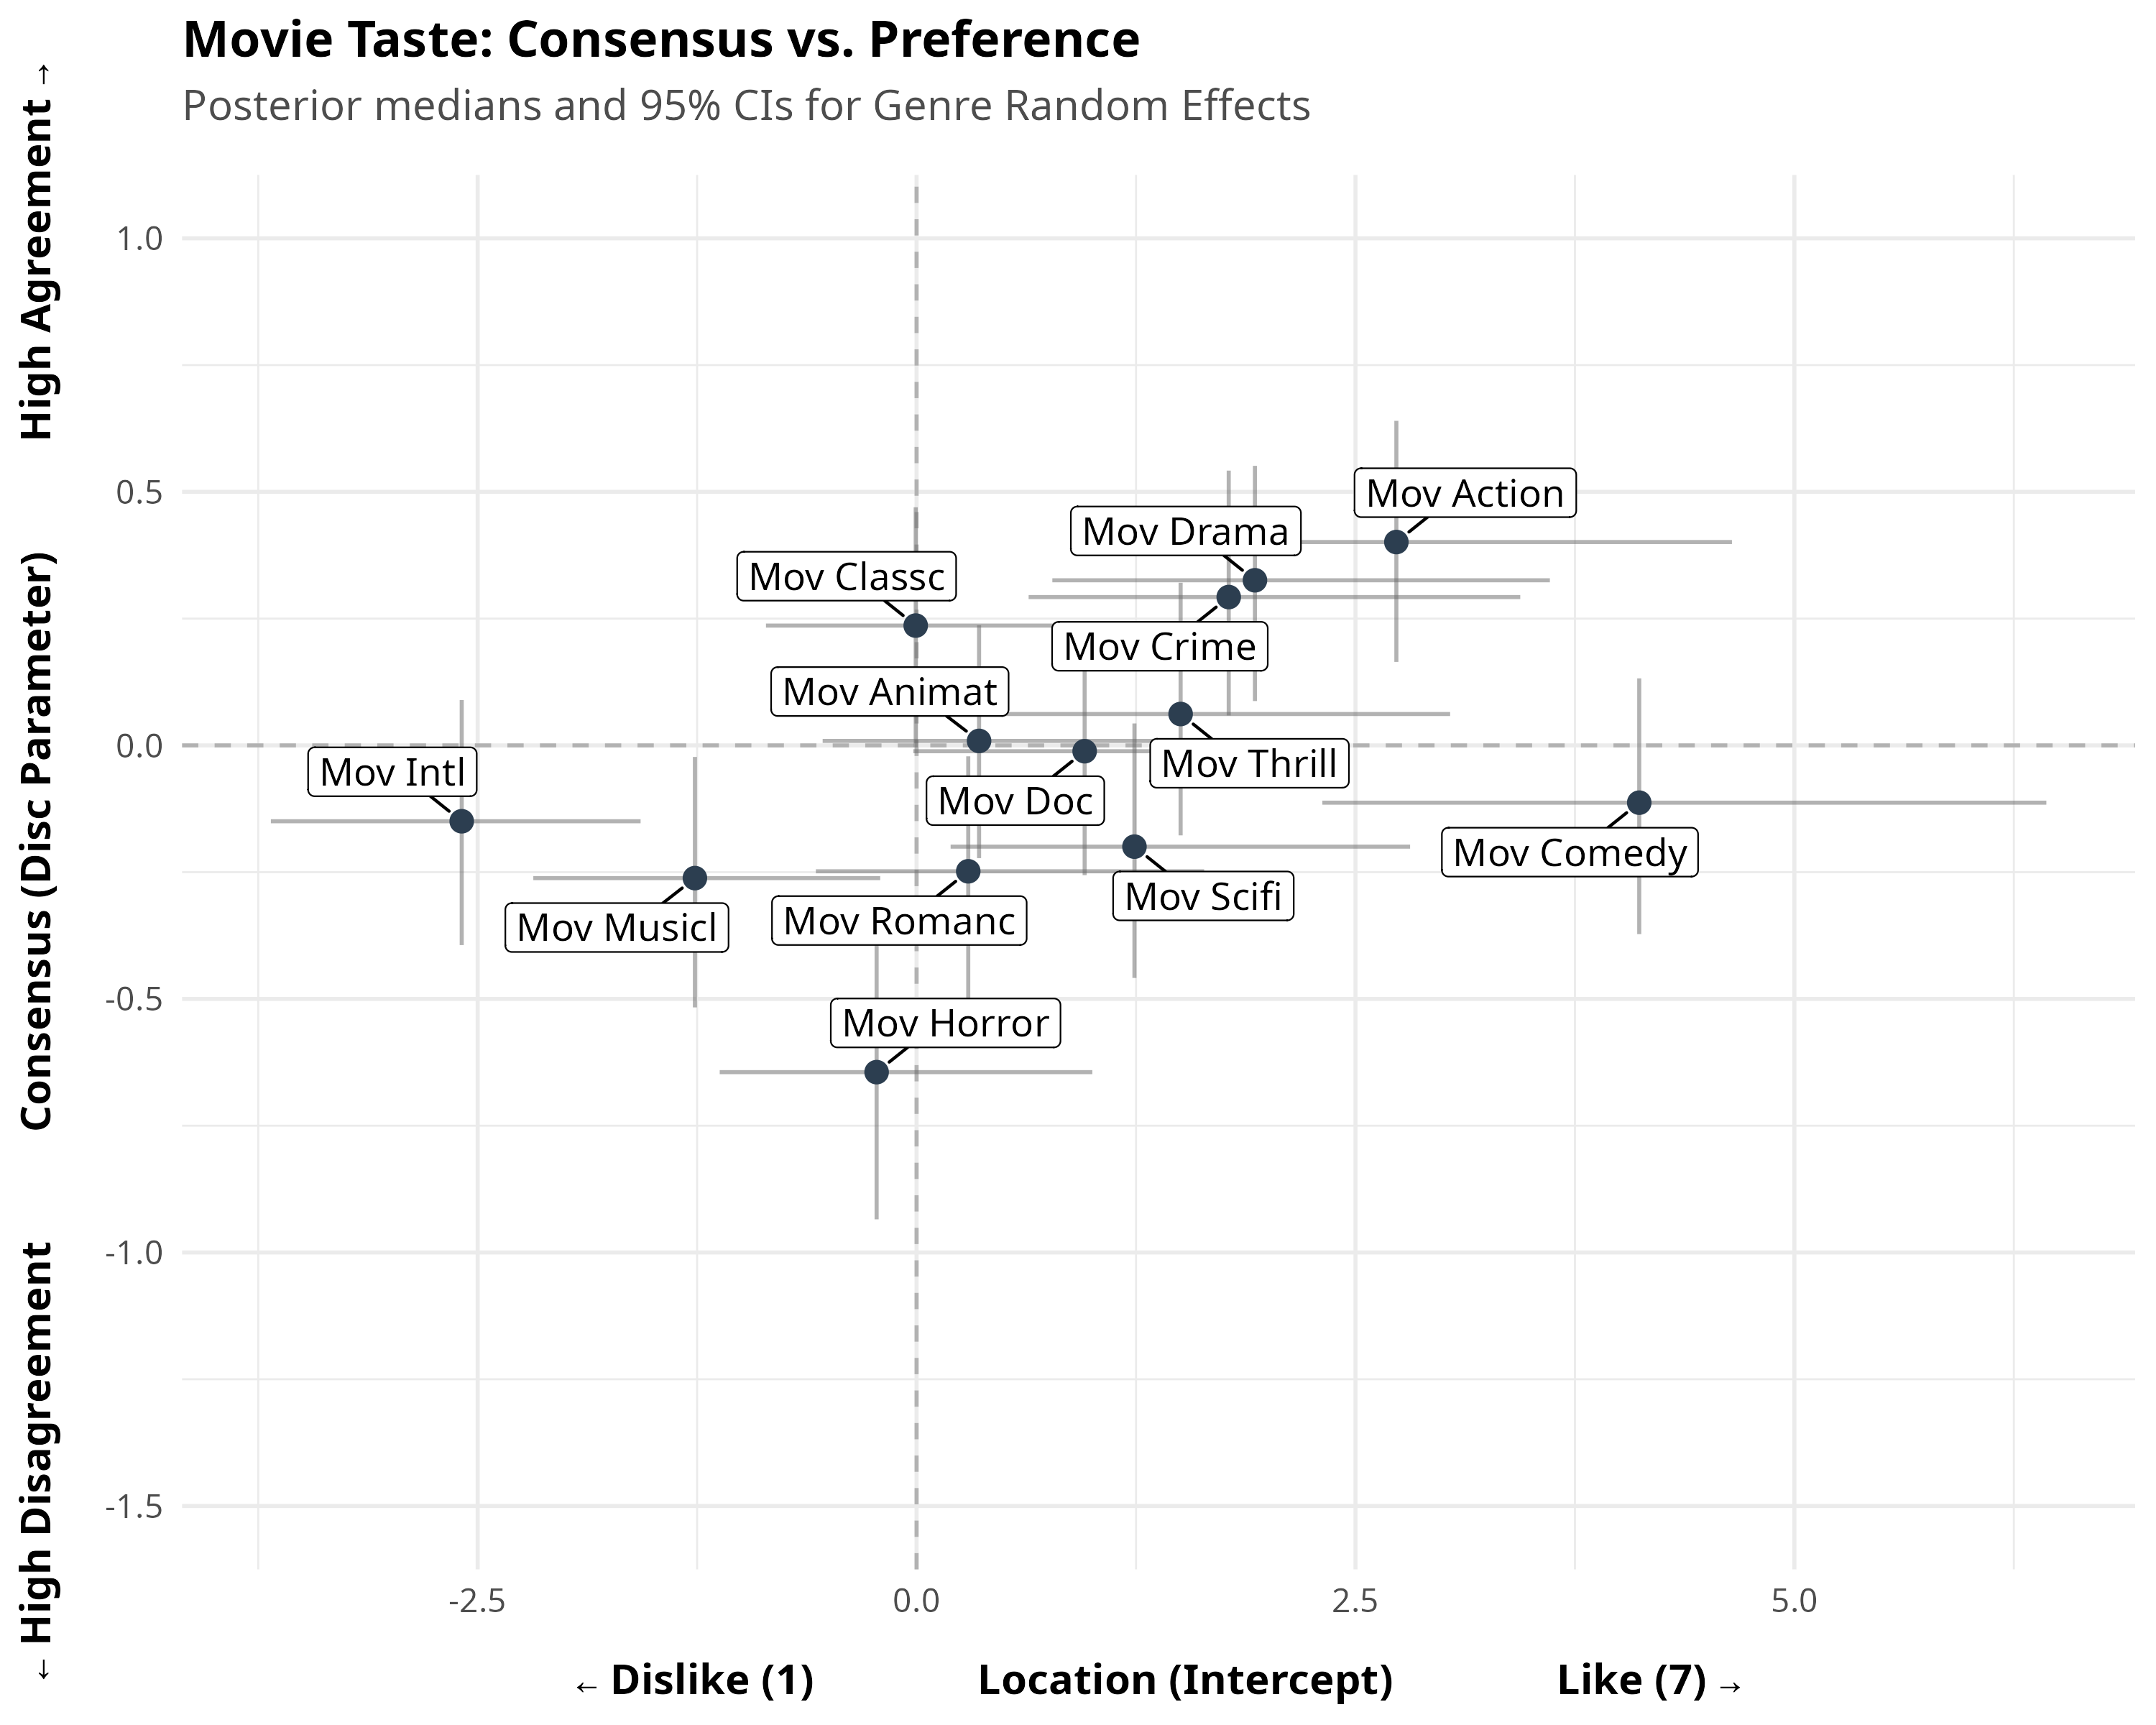 Movie Taste: Consensus vs. Preference
Posterior medians and 95% CIs for Genre Random Effects
← High Disagreement Consensus (Disc Parameter) High Agreement →
1.0
0.5
0.0
-0.5
-1.0
-1.5
Mov Action
Mov Drama
Mov Classc
Mov Crime
Mov Animat
Mov Thrill
Mov Intl
Mov Doc
Mov Comedy
Mov Scifi
Mov Romanc
Mov Musicl
Mov Horror
-2.5 0.0 2.5 5.0
← Dislike (1) Location (Intercept) Like (7) →